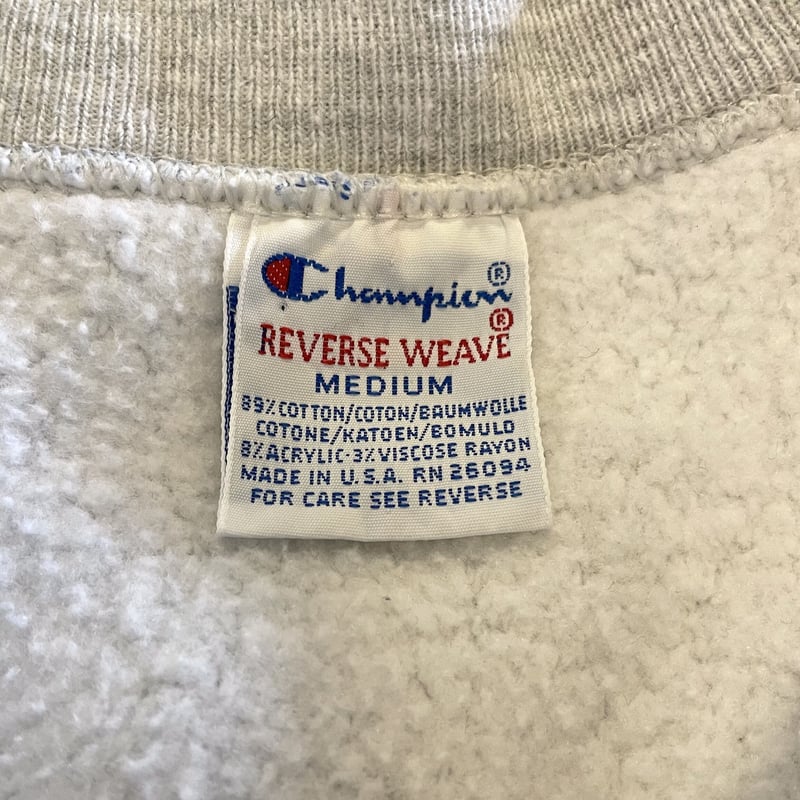 Champion®
REVERSE WEAVE®
MEDIUM
89% COTTON/COTON/BAUMWOLLE
COTONE/KATOEN/BOMULD
8% ACRYLIC-3% VISCOSE RAYON
MADE IN U.S.A. RN 26094
FOR CARE SEE REVERSE